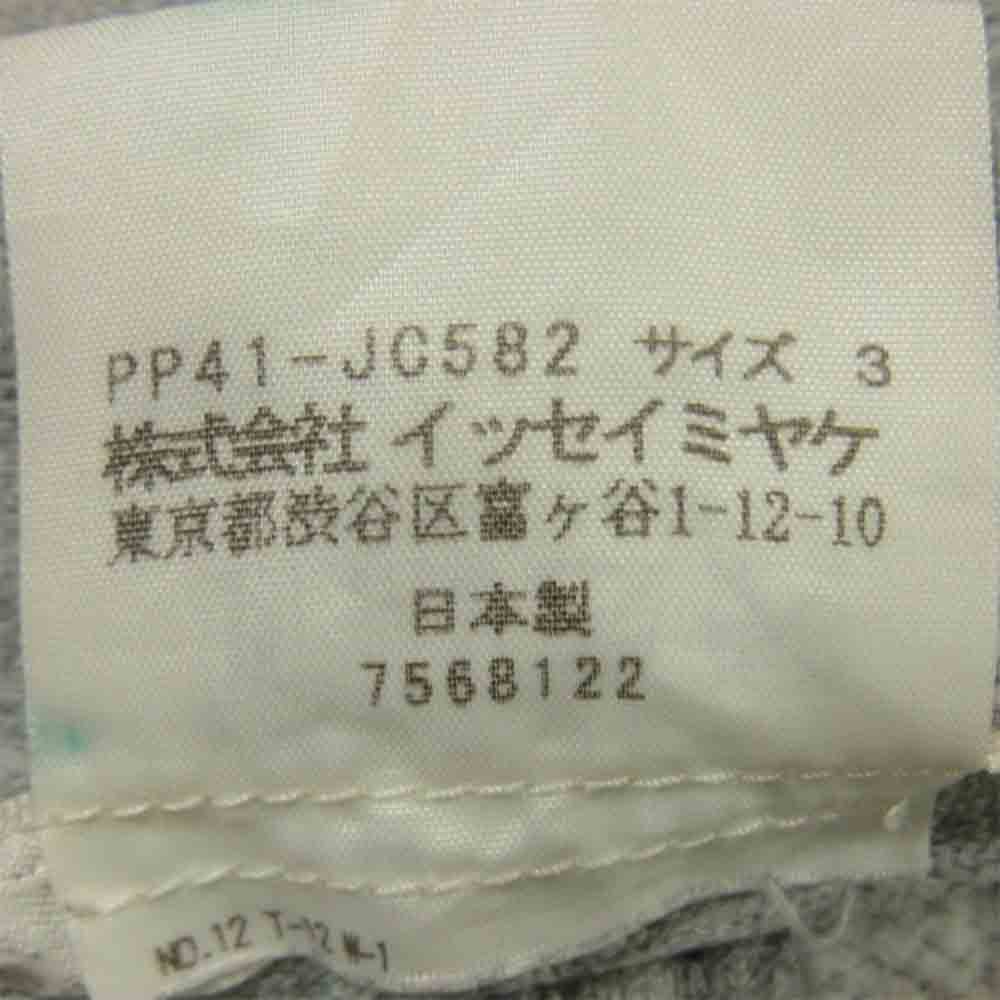 PP41-JC582 サイズ 3
株式会社 イッセイミヤケ
東京都渋谷区富ヶ谷1-12-10
日本製
7568122
NO.12 T-12 W-1